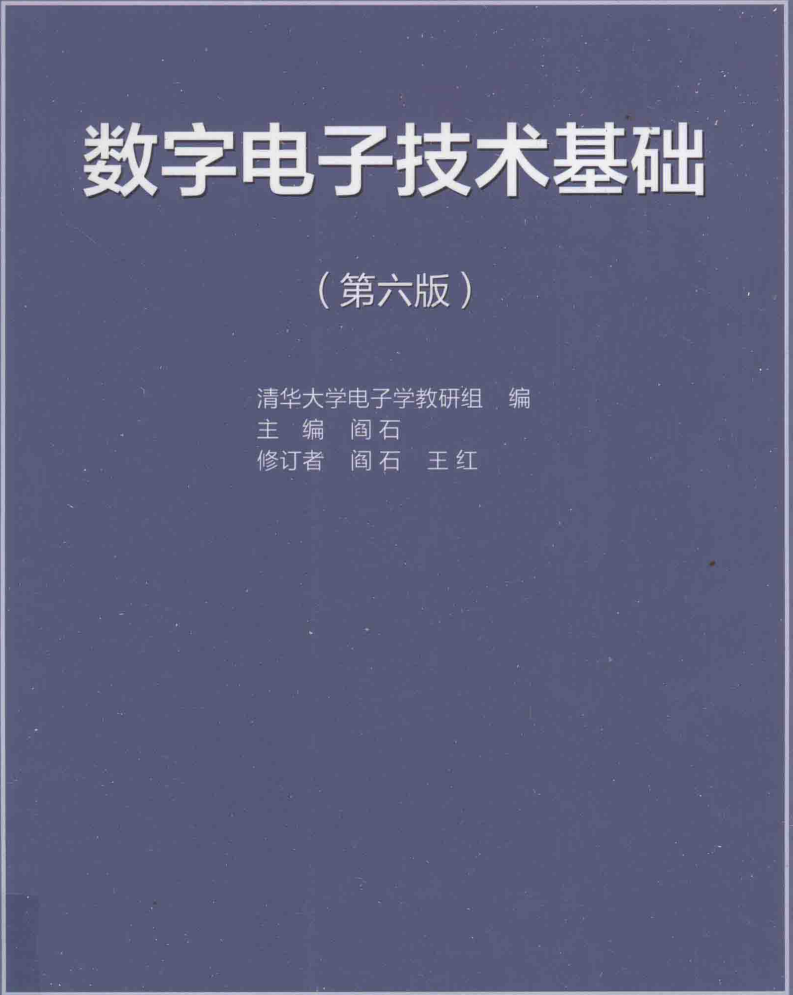 数字电子技术基础
（第六版）
清华大学电子学教研组 编
主 编 阎石
修订者 阎石 王红